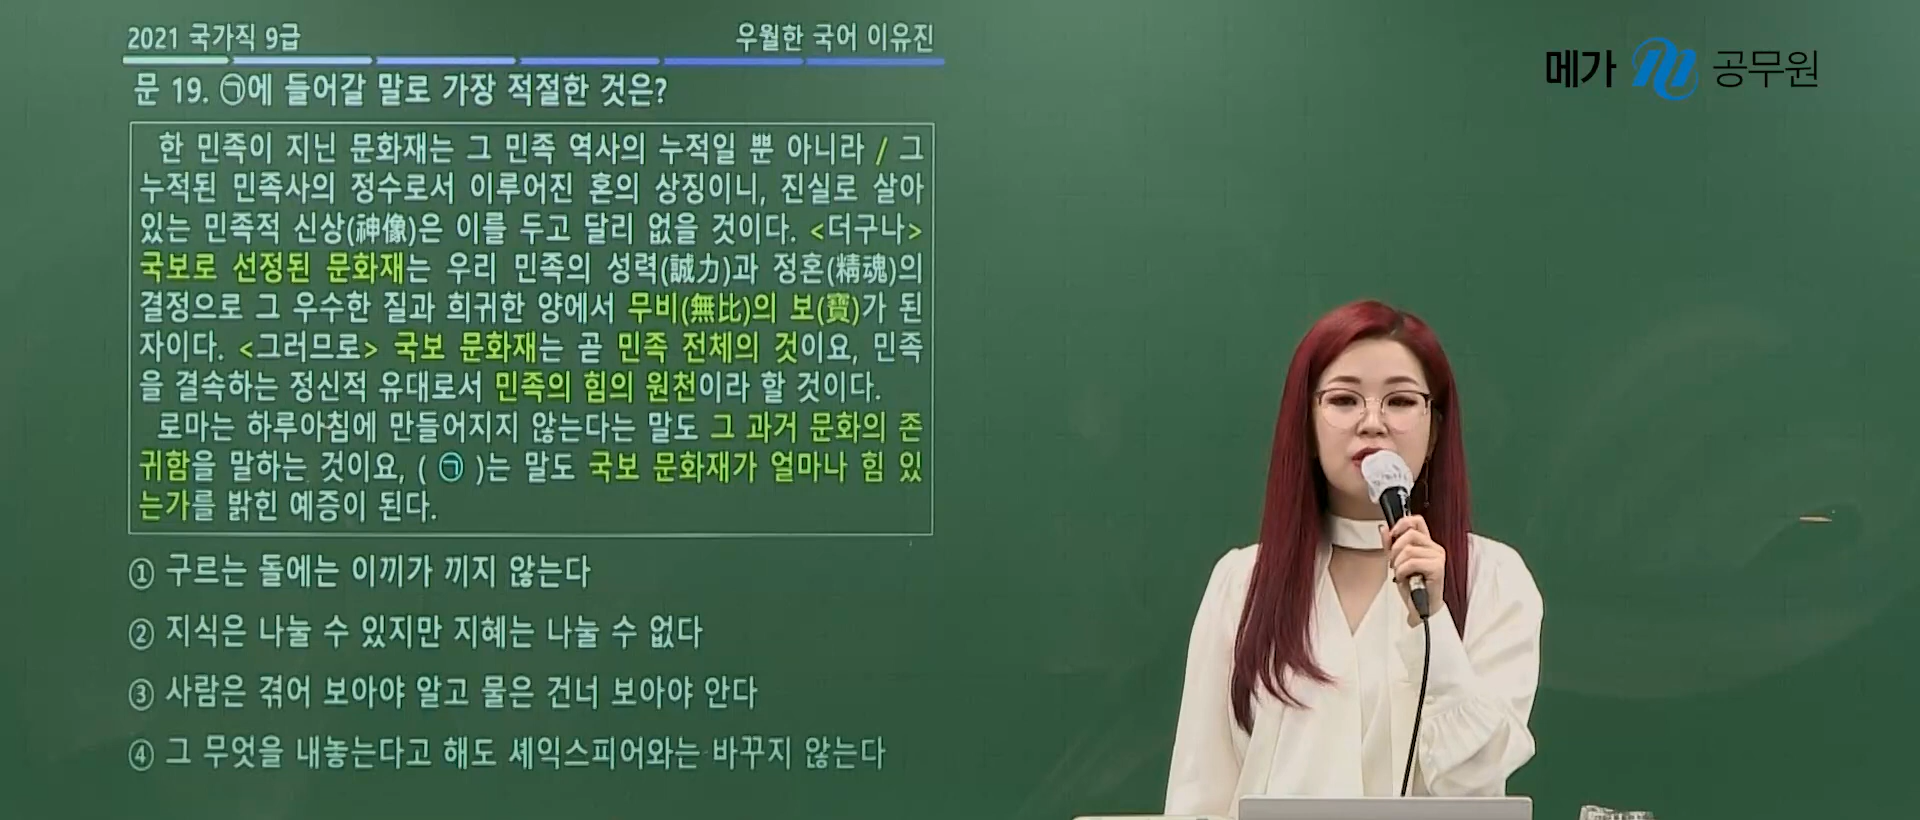 2021 국가직 9급
우월한 국어 이유진
메가 공무원
문 19. ㉠에 들어갈 말로 가장 적절한 것은?
한 민족이 지닌 문화재는 그 민족 역사의 누적일 뿐 아니라 / 그
누적된 민족사의 정수로서 이루어진 혼의 상징이니, 진실로 살아
있는 민족적 신상(神像)은 이를 두고 달리 없을 것이다. <더구나>
국보로 선정된 문화재는 우리 민족의 성력(誠力)과 정혼(精魂)의
결정으로 그 우수한 질과 희귀한 양에서 무비(無比)의 보(寶)가 된
자이다. <그러므로> 국보 문화재는 곧 민족 전체의 것이요, 민족
을 결속하는 정신적 유대로서 민족의 힘의 원천이라 할 것이다.
로마는 하루아침에 만들어지지 않는다는 말도 그 과거 문화의 존
귀함을 말하는 것이요, ( ㉠ )는 말도 국보 문화재가 얼마나 힘 있
는가를 밝힌 예증이 된다.
① 구르는 돌에는 이끼가 끼지 않는다
② 지식은 나눌 수 있지만 지혜는 나눌 수 없다
③ 사람은 겪어 보아야 알고 물은 건너 보아야 안다
④ 그 무엇을 내놓는다고 해도 셰익스피어와는 바꾸지 않는다